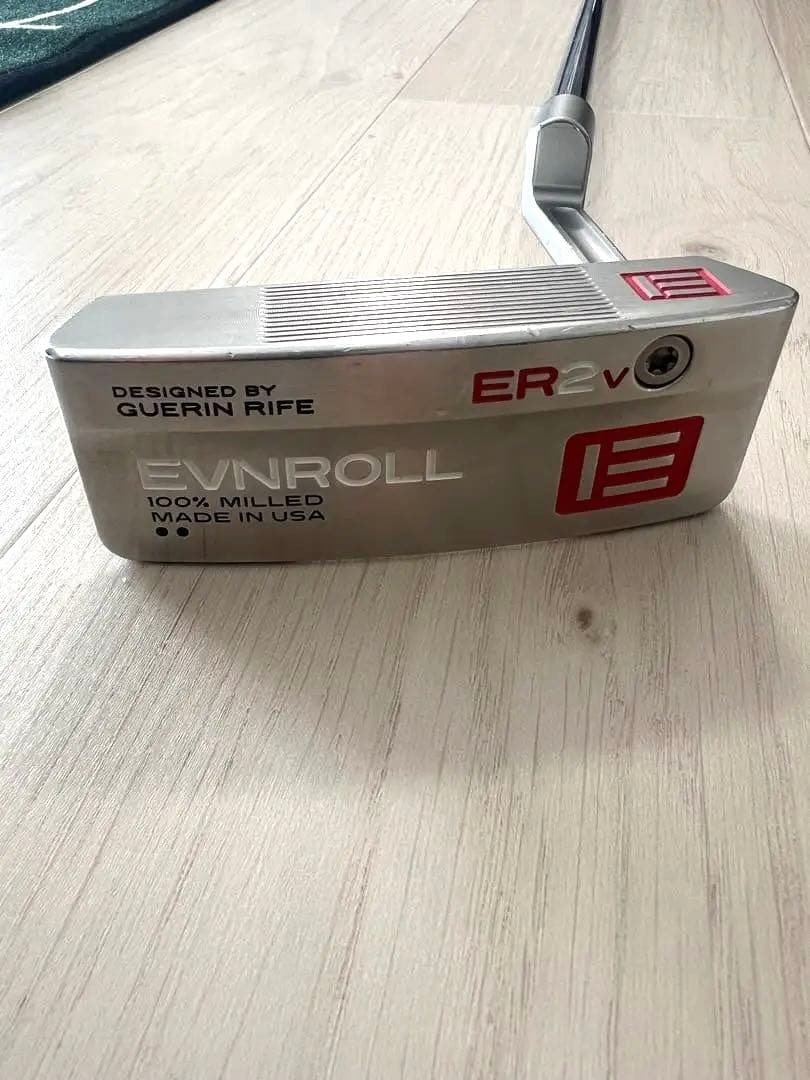 DESIGNED BY
GUERIN RIFE
ER2v
EVNROLL
100% MILLED
MADE IN USA